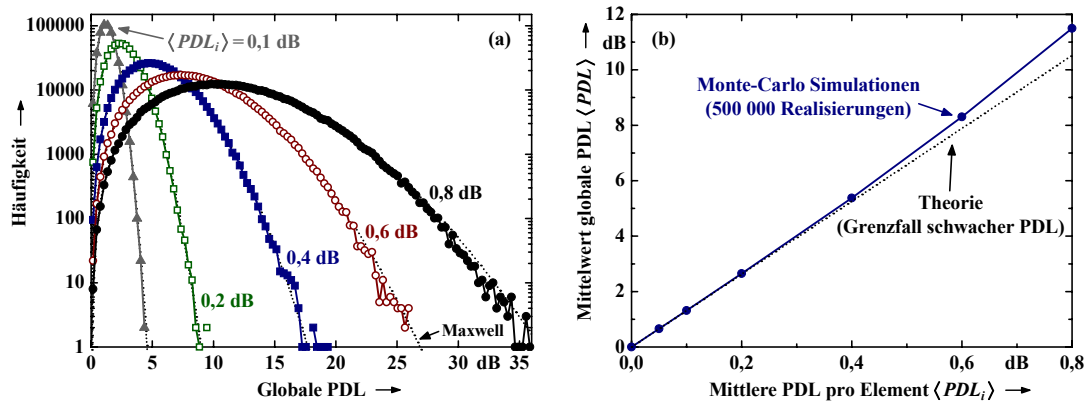 100000
10000
1000
100
10
1
Häufigkeit
(a)
⟨PDLᵢ⟩ = 0,1 dB
0,2 dB
0,4 dB
0,6 dB
0,8 dB
Maxwell
0 5 10 15 20 25 30 dB 35
Globale PDL
(b)
12
dB
10
8
6
4
2
0
Mittelwert globale PDL ⟨PDL⟩
Monte-Carlo Simulationen
(500 000 Realisierungen)
Theorie
(Grenzfall schwacher PDL)
0,0 0,2 0,4 0,6 dB 0,8
Mittlere PDL pro Element ⟨PDLᵢ⟩